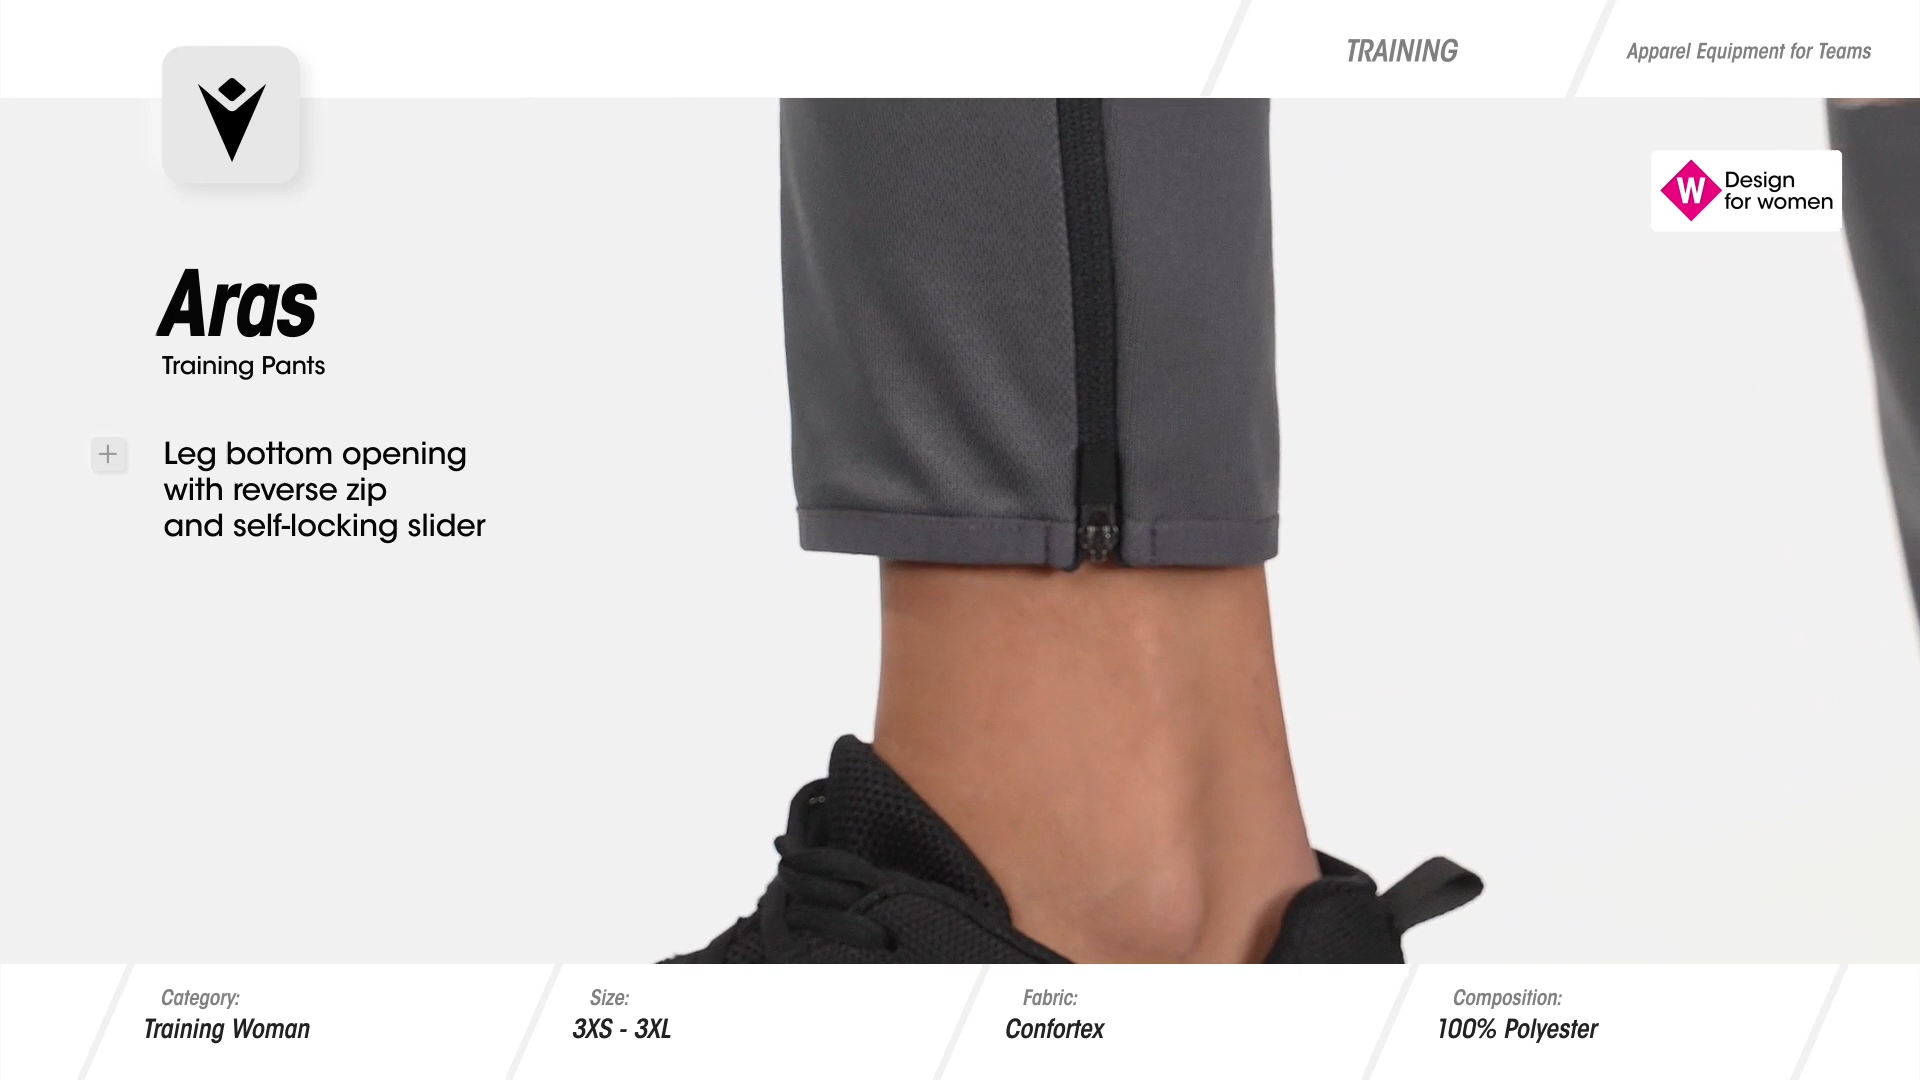 TRAINING
Apparel Equipment for Teams
W
Design
for women
Aras
Training Pants
+
Leg bottom opening
with reverse zip
and self-locking slider
Category:
Training Woman
Size:
3XS - 3XL
Fabric:
Confortex
Composition:
100% Polyester